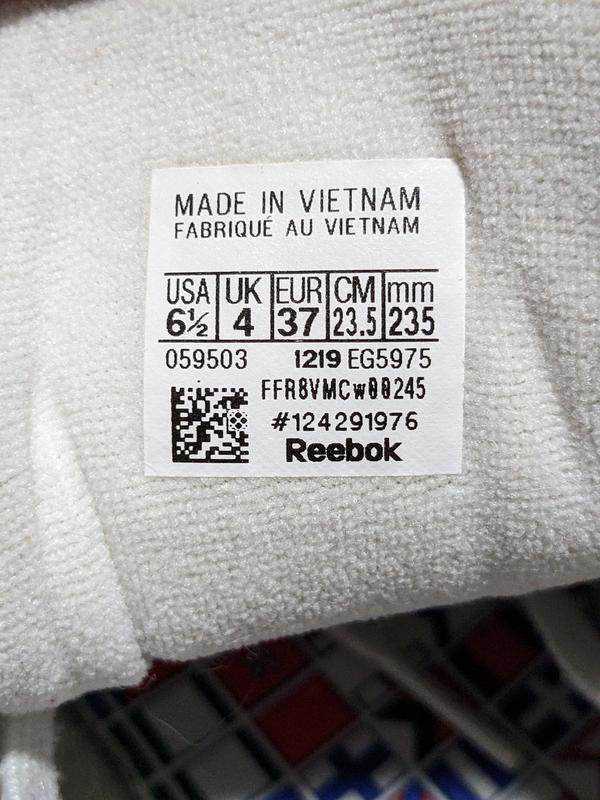 MADE IN VIETNAM
FABRIQUÉ AU VIETNAM
USA UK EUR CM mm
6½ 4 37 23.5 235
059503 1219 EG5975
FFR8VMCw00245
#124291976
Reebok